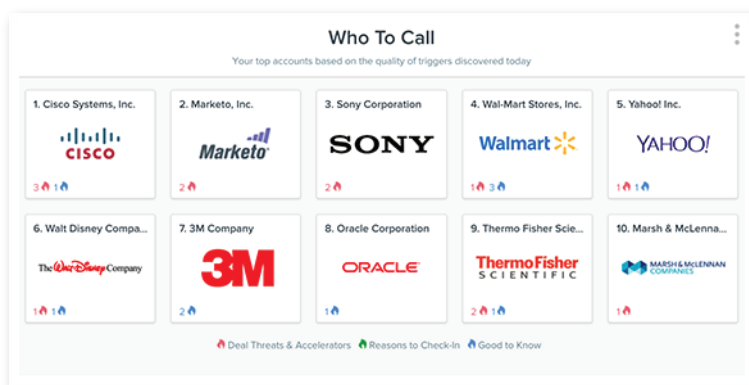 Who To Call
Your top accounts based on the quality of triggers discovered today
1. Cisco Systems, Inc.
CISCO
3 1
2. Marketo, Inc.
Marketo
2
3. Sony Corporation
SONY
2
4. Wal-Mart Stores, Inc.
Walmart
1 3
5. Yahoo! Inc.
YAHOO!
1 1
6. Walt Disney Compa...
The Walt Disney Company
1 1
7. 3M Company
3M
2
8. Oracle Corporation
ORACLE
1
9. Thermo Fisher Scie...
ThermoFisher
SCIENTIFIC
2 1
10. Marsh & McLenna...
MARSH & McLENNAN
COMPANIES
1
Deal Threats & Accelerators Reasons to Check-In Good to Know